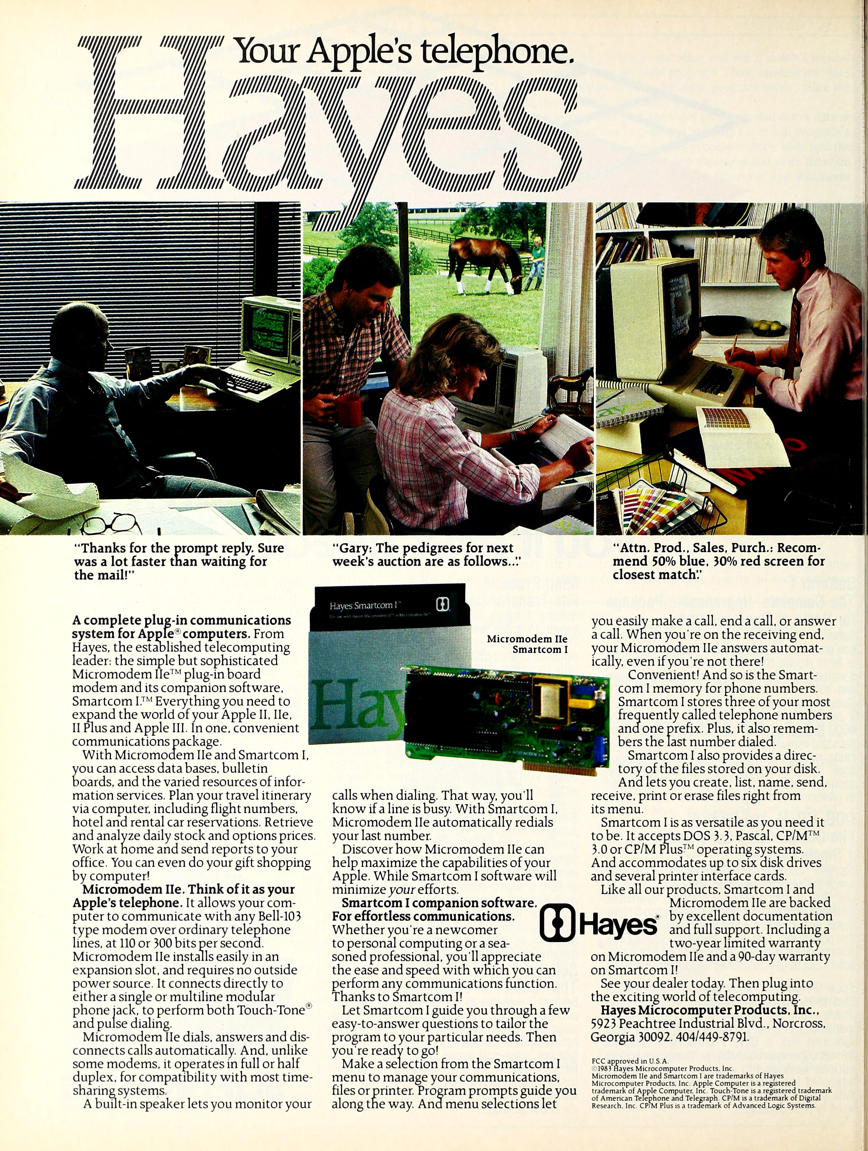 Your Apple's telephone.
Hayes
"Thanks for the prompt reply. Sure
was a lot faster than waiting for
the mail!"
"Gary: The pedigrees for next
week's auction are as follows..."
"Attn. Prod., Sales, Purch.: Recom-
mend 50% blue, 30% red screen for
closest match."
A complete plug-in communications
system for Apple® computers. From
Hayes, the established telecomputing
leader: the simple but sophisticated
Micromodem IIe™ plug-in board
modem and its companion software,
Smartcom I.™ Everything you need to
expand the world of your Apple II, IIe,
II Plus and Apple III. In one, convenient
communications package.
With Micromodem IIe and Smartcom I,
you can access data bases, bulletin
boards, and the varied resources of infor-
mation services. Plan your travel itinerary
via computer, including flight numbers,
hotel and rental car reservations. Retrieve
and analyze daily stock and options prices.
Work at home and send reports to your
office. You can even do your gift shopping
by computer!
Micromodem IIe. Think of it as your
Apple's telephone. It allows your com-
puter to communicate with any Bell-103
type modem over ordinary telephone
lines, at 110 or 300 bits per second.
Micromodem IIe installs easily in an
expansion slot, and requires no outside
power source. It connects directly to
either a single or multiline modular
phone jack, to perform both Touch-Tone®
and pulse dialing.
Micromodem IIe dials, answers and dis-
connects calls automatically. And, unlike
some modems, it operates in full or half
duplex, for compatibility with most time-
sharing systems.
A built-in speaker lets you monitor your
Hayes Smartcom I™
Hay
Micromodem IIe
Smartcom I
calls when dialing. That way, you'll
know if a line is busy. With Smartcom I,
Micromodem IIe automatically redials
your last number.
Discover how Micromodem IIe can
help maximize the capabilities of your
Apple. While Smartcom I software will
minimize your efforts.
Smartcom I companion software.
For effortless communications.
Whether you're a newcomer
to personal computing or a sea-
soned professional, you'll appreciate
the ease and speed with which you can
perform any communications function.
Thanks to Smartcom I!
Let Smartcom I guide you through a few
easy-to-answer questions to tailor the
program to your particular needs. Then
you're ready to go!
Make a selection from the Smartcom I
menu to manage your communications,
files or printer. Program prompts guide you
along the way. And menu selections let
you easily make a call, end a call, or answer
a call. When you're on the receiving end,
your Micromodem IIe answers automat-
ically, even if you're not there!
Convenient! And so is the Smart-
com I memory for phone numbers.
Smartcom I stores three of your most
frequently called telephone numbers
and one prefix. Plus, it also remem-
bers the last number dialed.
Smartcom I also provides a direc-
tory of the files stored on your disk.
And lets you create, list, name, send,
receive, print or erase files right from
its menu.
Smartcom I is as versatile as you need it
to be. It accepts DOS 3.3, Pascal, CP/M™
3.0 or CP/M Plus™ operating systems.
And accommodates up to six disk drives
and several printer interface cards.
Like all our products, Smartcom I and
Micromodem IIe are backed
by excellent documentation
and full support. Including a
two-year limited warranty
on Micromodem IIe and a 90-day warranty
on Smartcom I!
See your dealer today. Then plug into
the exciting world of telecomputing.
Hayes Microcomputer Products, Inc.,
5923 Peachtree Industrial Blvd., Norcross,
Georgia 30092. 404/449-8791.
Hayes®
FCC approved in U.S.A.
©1983 Hayes Microcomputer Products, Inc.
Micromodem IIe and Smartcom I are trademarks of Hayes
Microcomputer Products, Inc. Apple Computer is a registered
trademark of Apple Computer, Inc. Touch-Tone is a registered trademark
of American Telephone and Telegraph. CP/M is a trademark of Digital
Research, Inc. CP/M Plus is a trademark of Advanced Logic Systems.